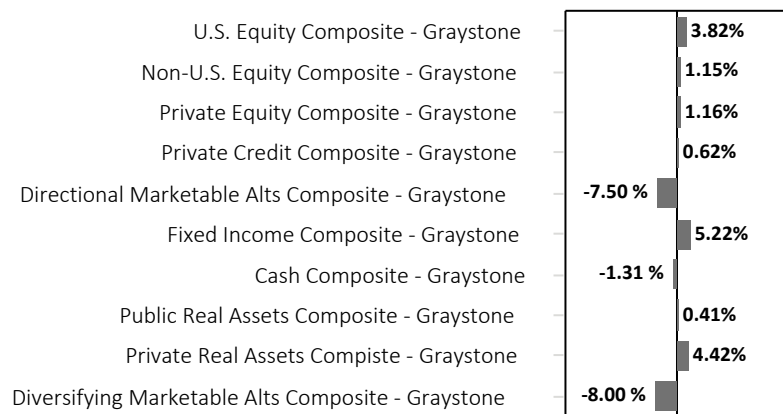 U.S. Equity Composite - Graystone 3.82%
Non-U.S. Equity Composite - Graystone 1.15%
Private Equity Composite - Graystone 1.16%
Private Credit Composite - Graystone 0.62%
Directional Marketable Alts Composite - Graystone -7.50 %
Fixed Income Composite - Graystone 5.22%
Cash Composite - Graystone -1.31 %
Public Real Assets Composite - Graystone 0.41%
Private Real Assets Compiste - Graystone 4.42%
Diversifying Marketable Alts Composite - Graystone -8.00 %